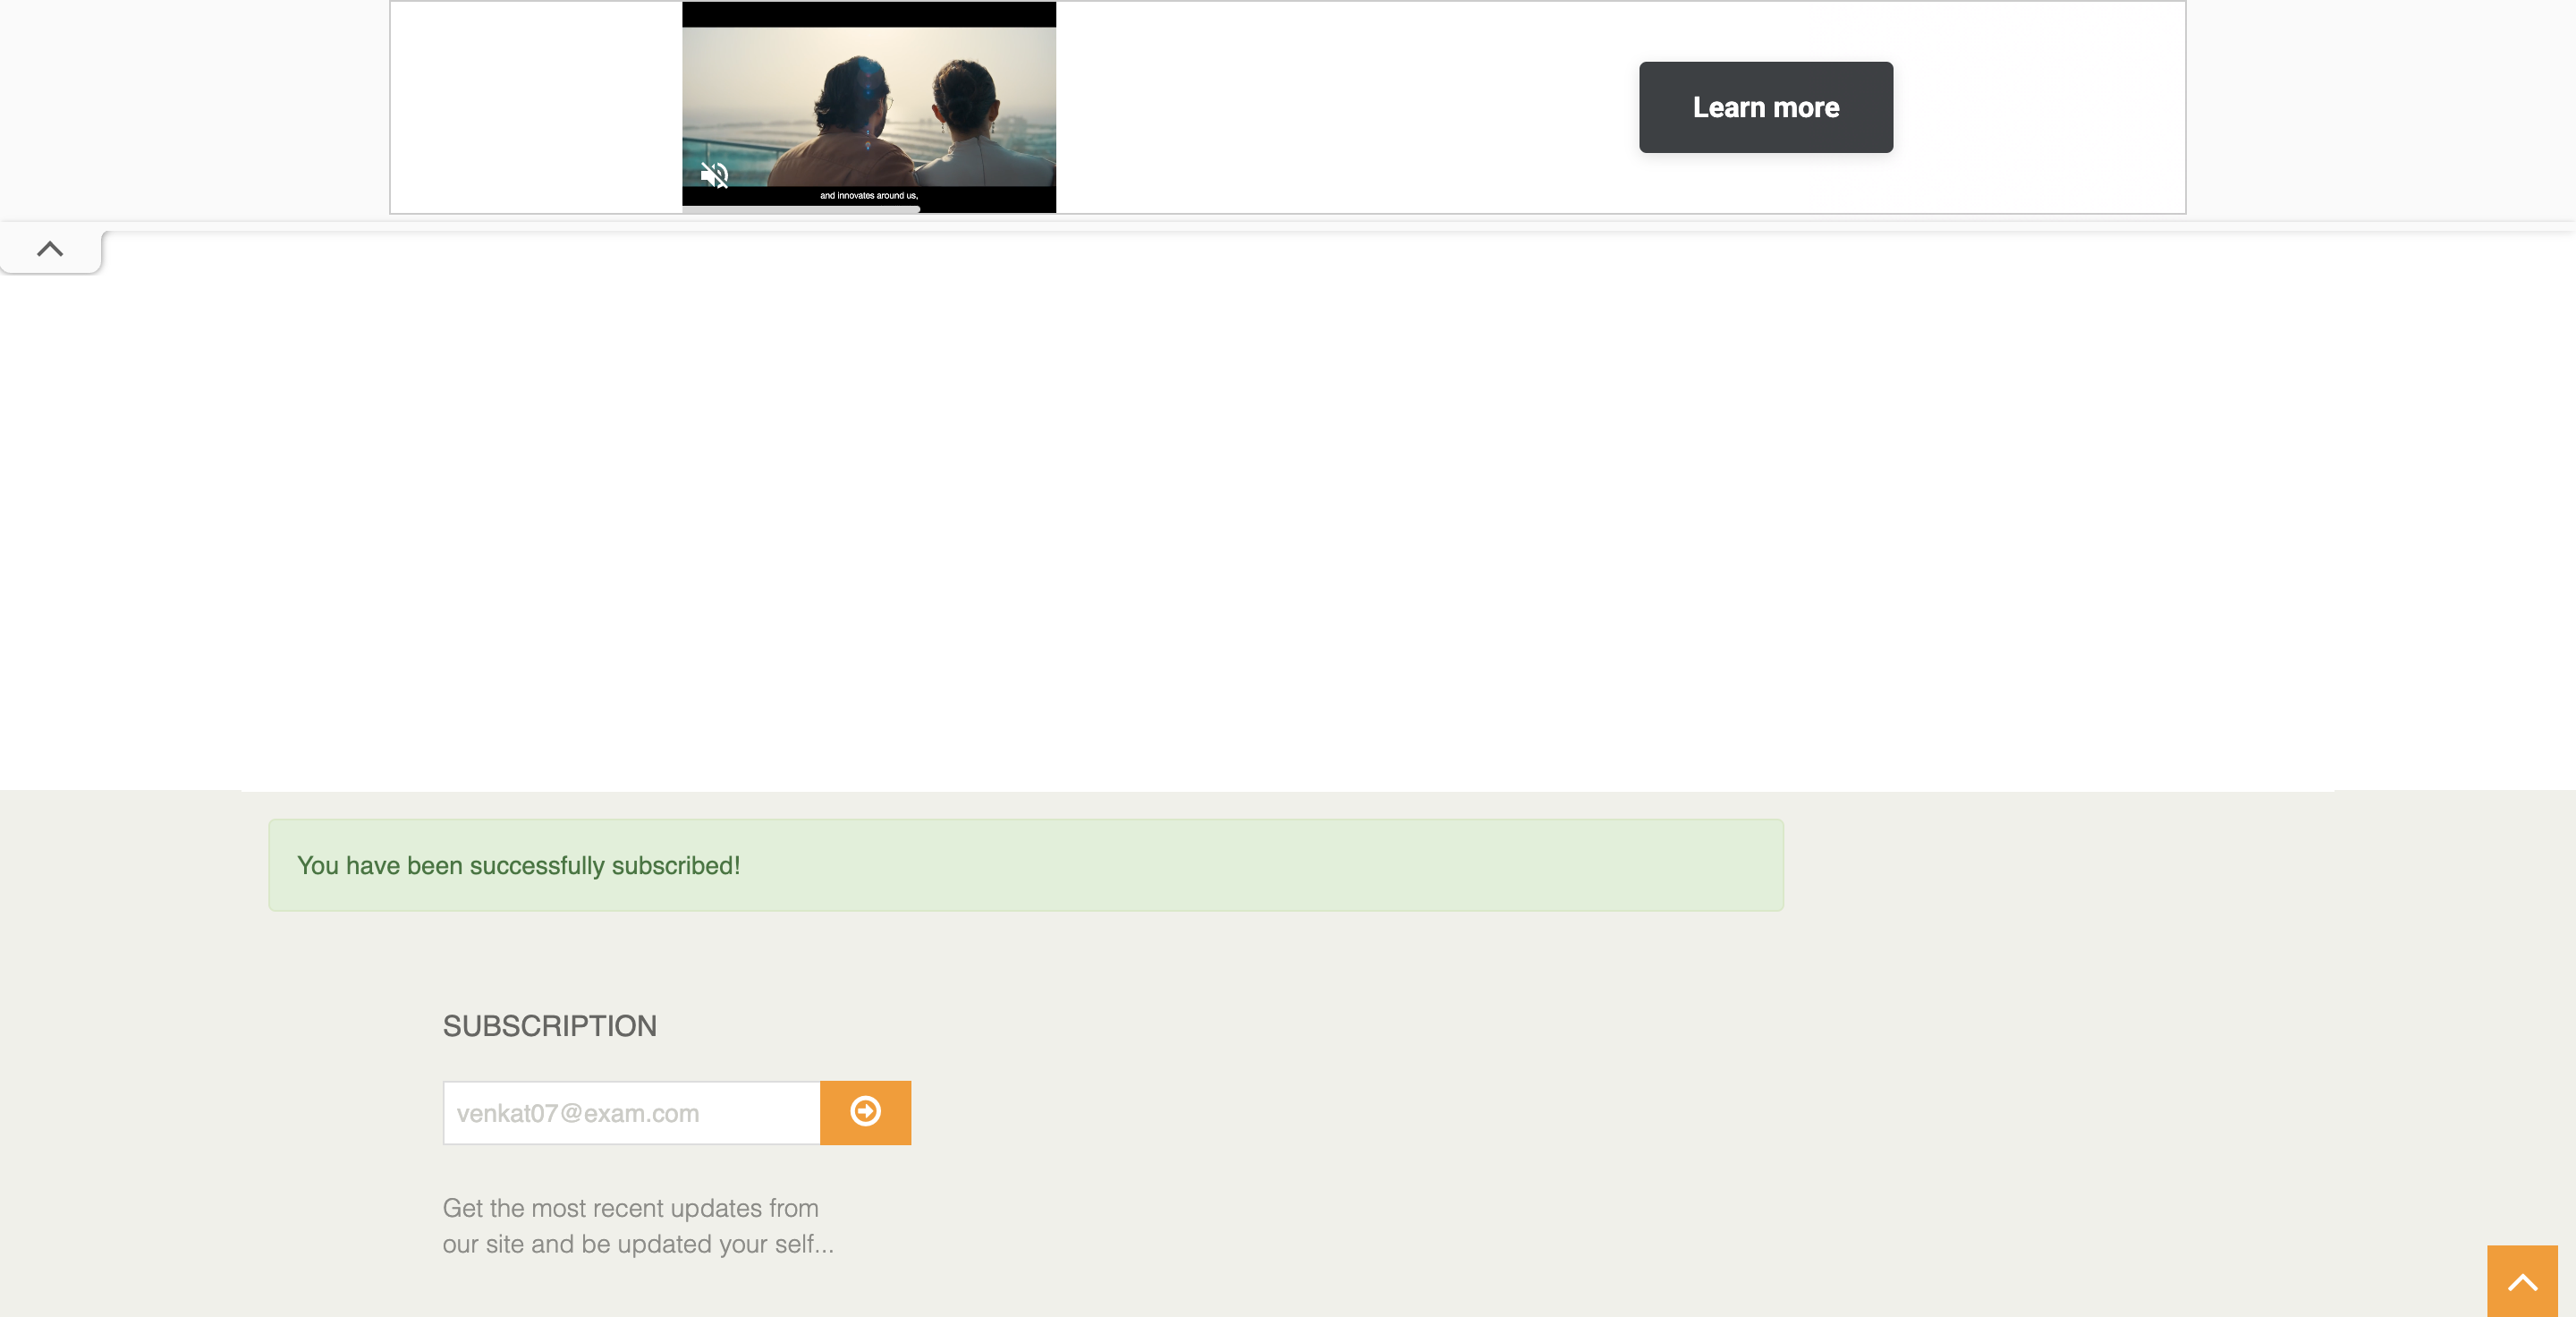 Learn more
and innovates around us,
You have been successfully subscribed!
SUBSCRIPTION
venkat07@exam.com
Get the most recent updates from
our site and be updated your self...